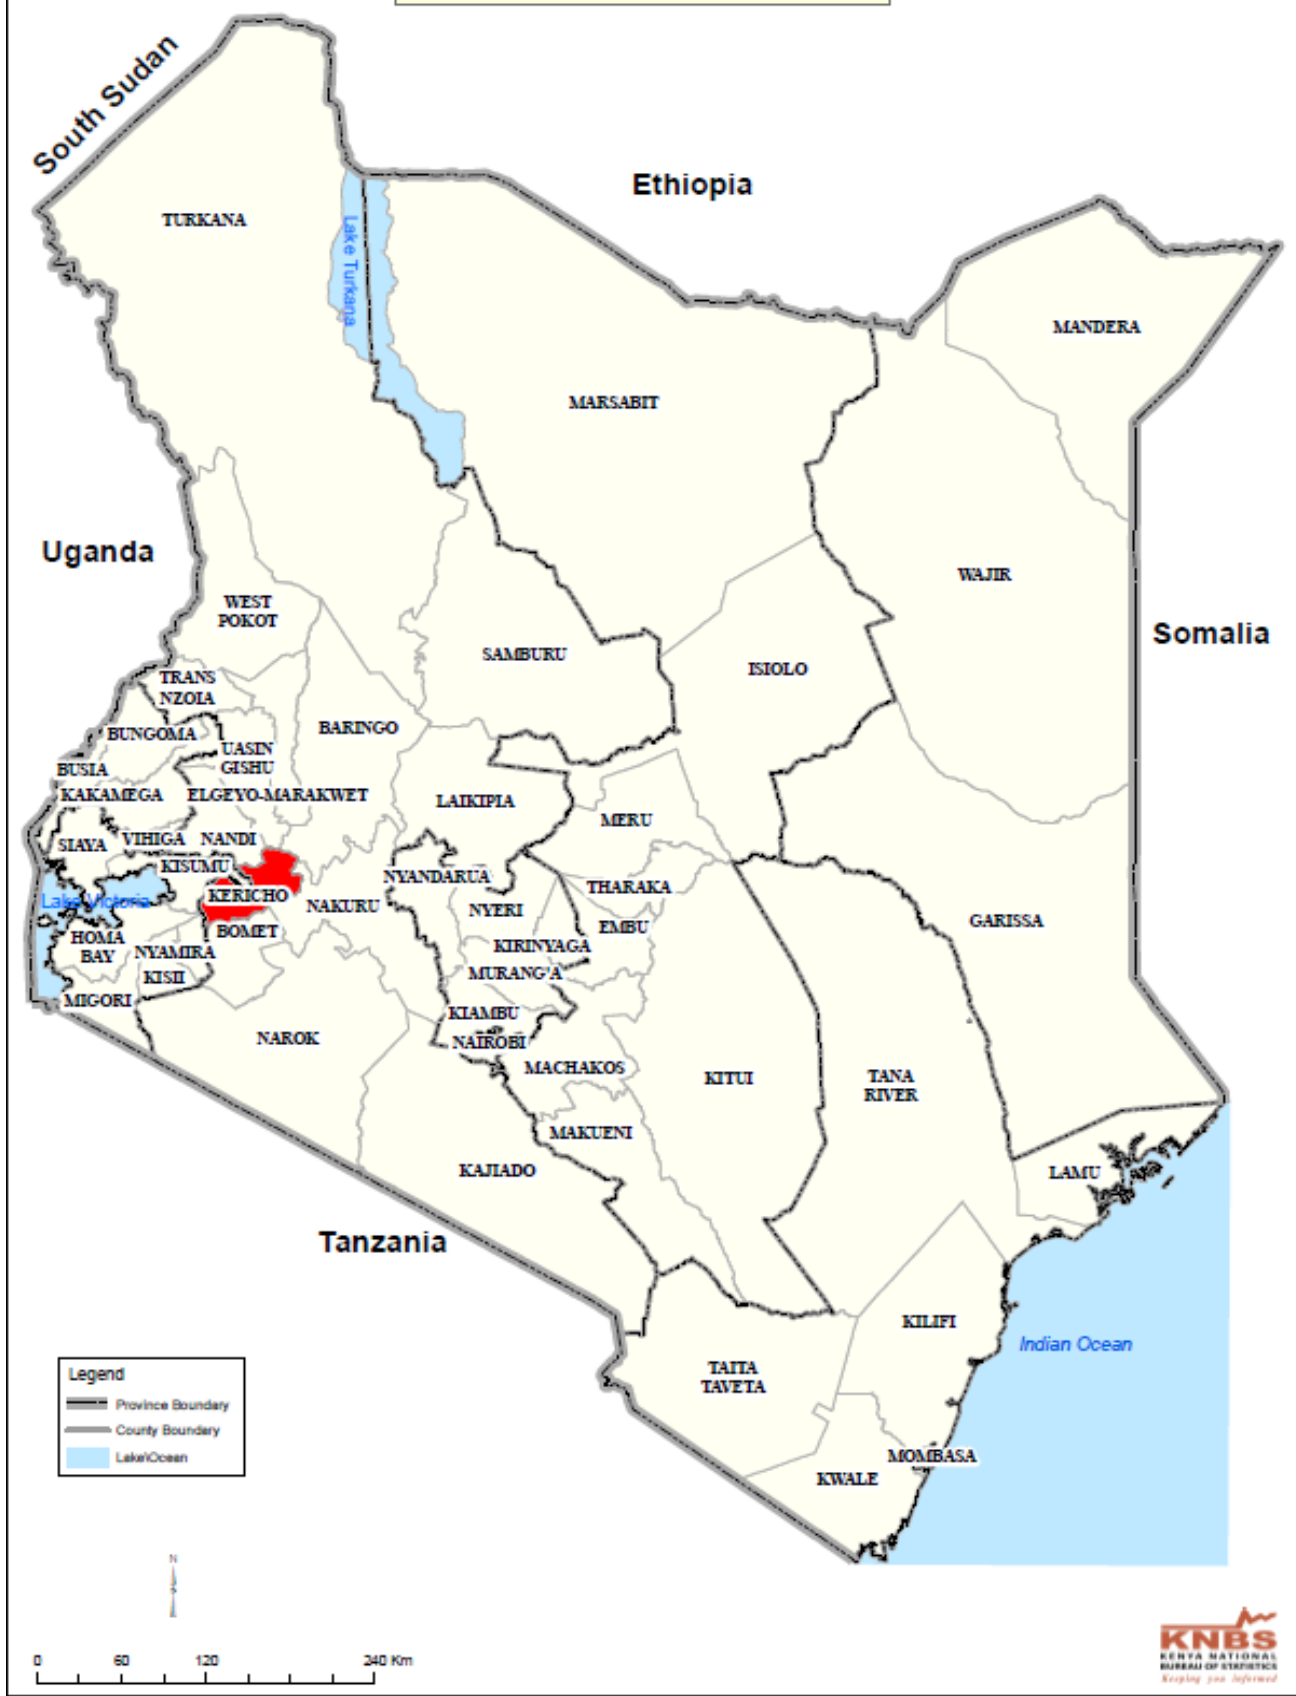 South Sudan
Ethiopia
TURKANA
Lake Turkana
MANDERA
MARSABIT
Uganda
WAJIR
WEST
POKOT
Somalia
SAMBURU
ISIOLO
TRANS
NZOIA
BARINGO
BUNGOMA
UASIN
GISHU
BUSIA
KAKAMEGA
ELGEYO-MARAKWET
LAIKIPIA
MERU
SIAYA
VIHIGA
NANDI
KISUMU
NYANDARUA
THARAKA
KERICHO
Lake Victoria
NAKURU
NYERI
GARISSA
EMBU
BOMET
HOMA
BAY
NYAMIRA
KIRINYAGA
KISII
MURANG'A
MIGORI
KIAMBU
NAROK
NAIROBI
MACHAKOS
KITUI
TANA
RIVER
MAKUENI
KAJIADO
LAMU
Tanzania
KILIFI
Indian Ocean
TAITA
TAVETA
MOMBASA
KWALE
Legend
Province Boundary
County Boundary
Lake\Ocean
N
0 60 120 240 Km
KNBS
KENYA NATIONAL
BUREAU OF STATISTICS
Keeping you informed